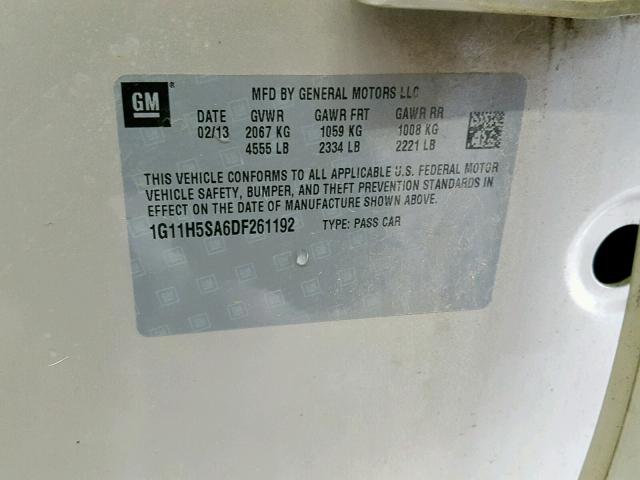 GM ® MFD BY GENERAL MOTORS LLC
DATE GVWR GAWR FRT GAWR RR
02/13 2067 KG 1059 KG 1008 KG
4555 LB 2334 LB 2221 LB
THIS VEHICLE CONFORMS TO ALL APPLICABLE U.S. FEDERAL MOTOR
VEHICLE SAFETY, BUMPER, AND THEFT PREVENTION STANDARDS IN
EFFECT ON THE DATE OF MANUFACTURE SHOWN ABOVE.
1G11H5SA6DF261192 TYPE: PASS CAR